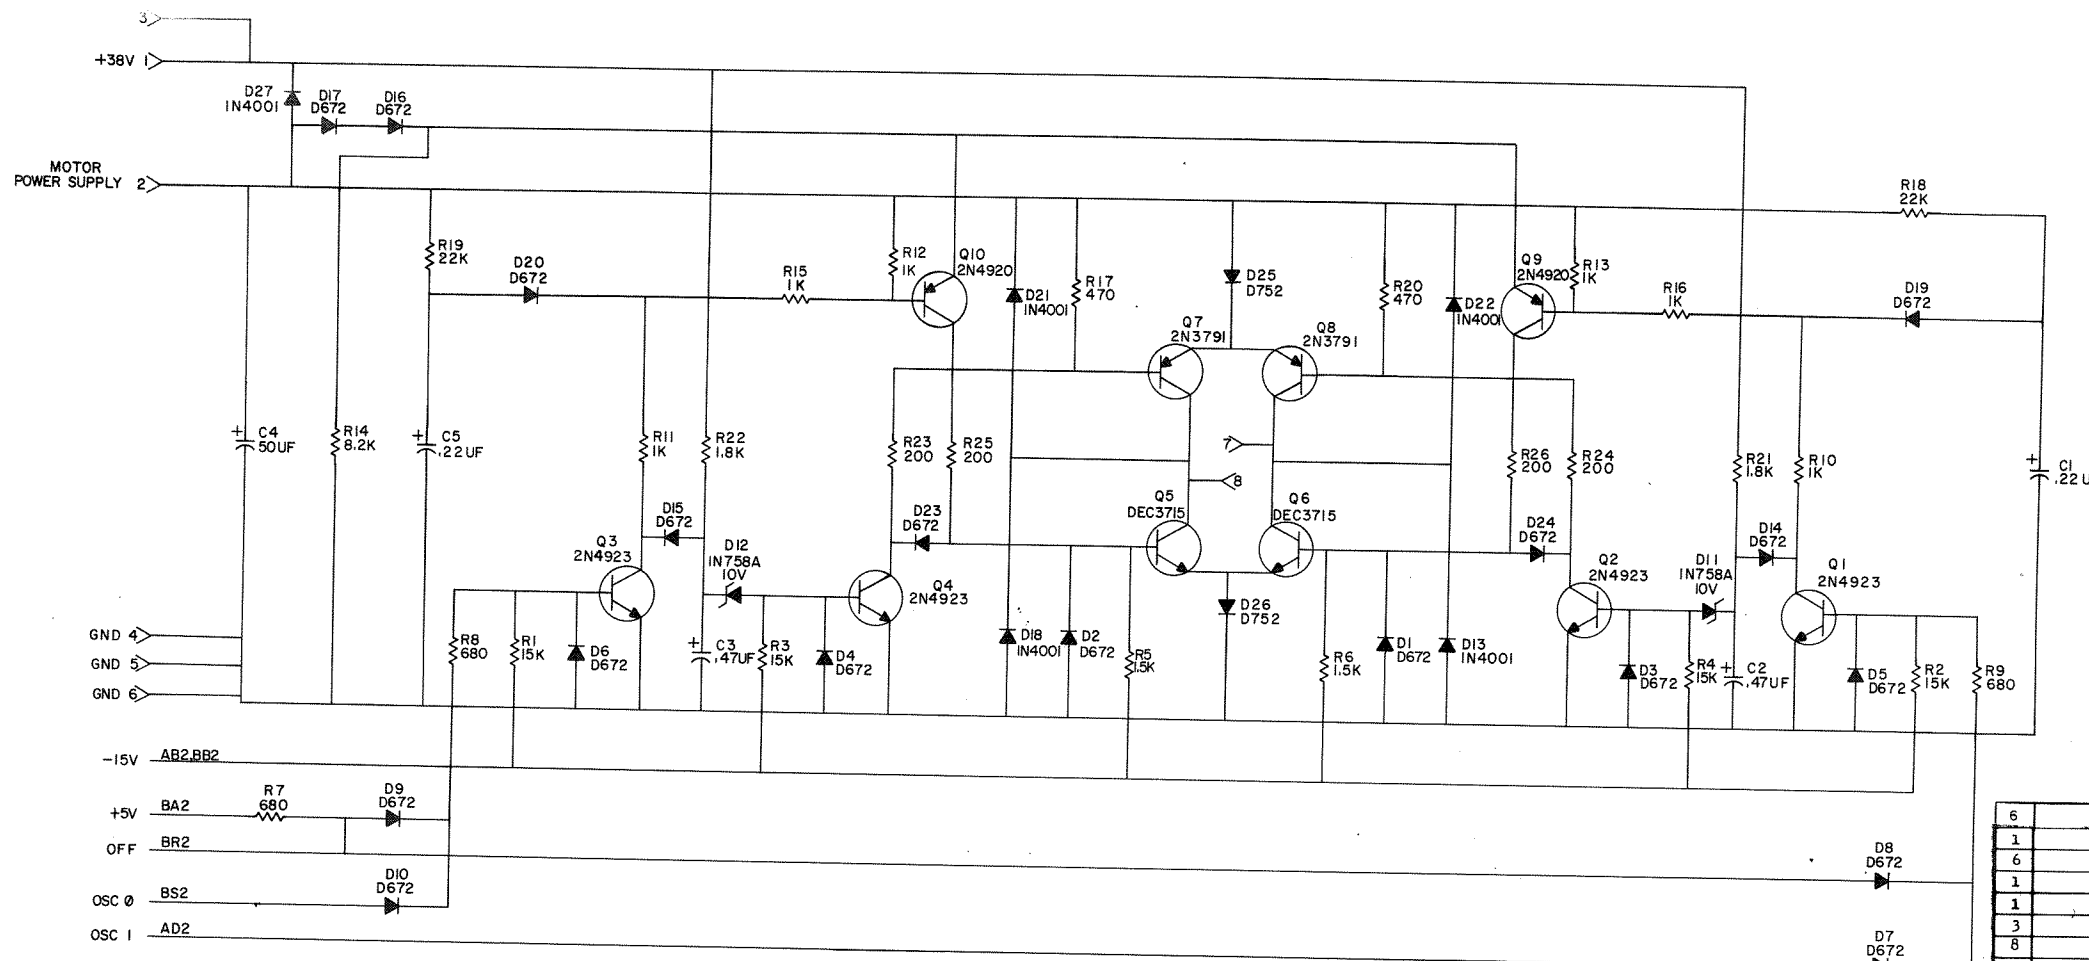 3
+38V 1
D27
1N4001
D17
D672
D16
D672
MOTOR
POWER SUPPLY 2
R18
22K
R19
22K
D20
D672
R15
1K
R12
1K
Q10
2N4920
D21
1N4001
R17
470
D25
D752
R20
470
D22
1N4001
Q9
2N4920
R13
1K
R16
1K
D19
D672
Q7
2N3791
Q8
2N3791
+ C4
50UF
R14
8.2K
+ C5
.22UF
R11
1K
R22
1.8K
R23
200
R25
200
7
8
R26
200
R24
200
R21
1.8K
R10
1K
+ C1
.22U
D15
D672
D23
D672
Q5
DEC3715
Q6
DEC3715
D24
D672
D14
D672
Q3
2N4923
D12
1N758A
10V
Q4
2N4923
Q2
2N4923
D11
1N758A
10V
Q1
2N4923
D26
D752
GND 4
GND 5
GND 6
R8
680
R1
15K
D6
D672
+ C3
.47UF
R3
15K
D4
D672
D18
1N4001
D2
D672
R5
1.5K
R6
1.5K
D1
D672
D13
1N4001
D3
D672
R4
15K
+ C2
.47UF
D5
D672
R2
15K
R9
680
-15V AB2,BB2
+5V BA2
R7
680
D9
D672
OFF BR2
D8
D672
OSC 0 BS2
D10
D672
OSC 1 AD2
D7
D672
6
1
6
1
1
3
8